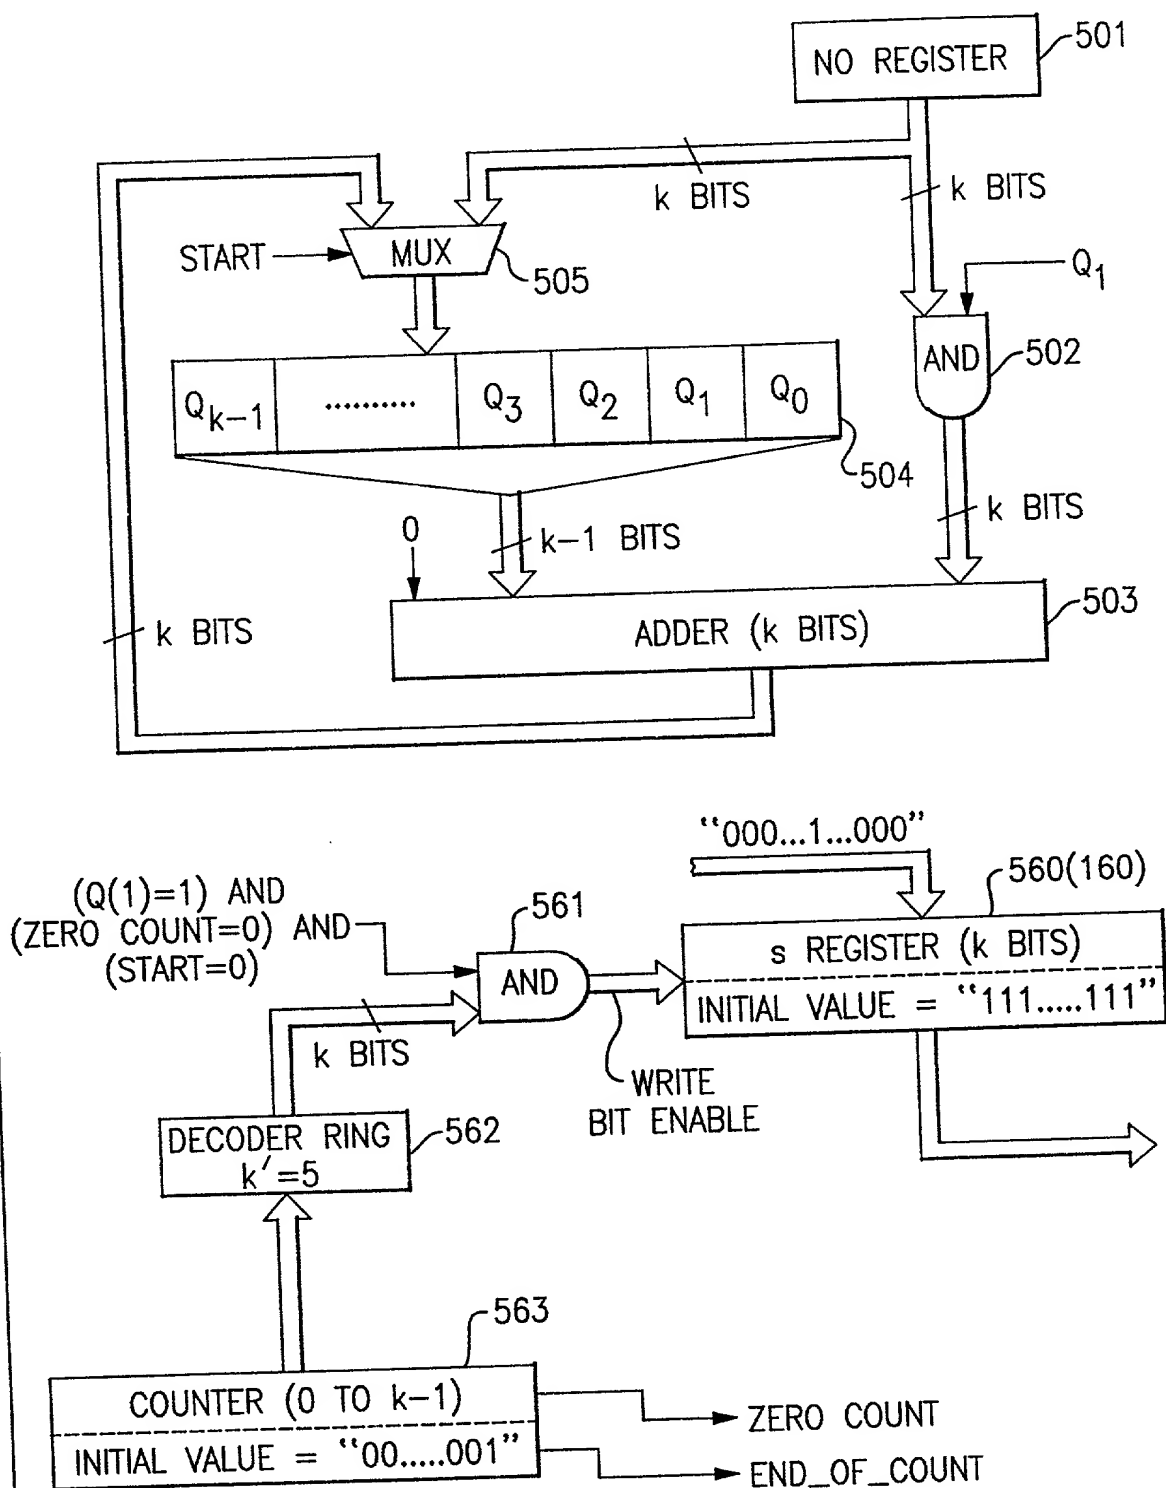 NO REGISTER
501
k BITS
k BITS
START
MUX
505
Q1
AND
502
Qk-1
..........
Q3
Q2
Q1
Q0
504
0
k-1 BITS
k BITS
k BITS
ADDER (k BITS)
503
"000...1...000"
(Q(1)=1) AND
(ZERO COUNT=0) AND
(START=0)
561
AND
560(160)
s REGISTER (k BITS)
INITIAL VALUE = "111.....111"
k BITS
WRITE
BIT ENABLE
DECODER RING
k'=5
562
563
COUNTER (0 TO k-1)
INITIAL VALUE = "00.....001"
ZERO COUNT
END_OF_COUNT